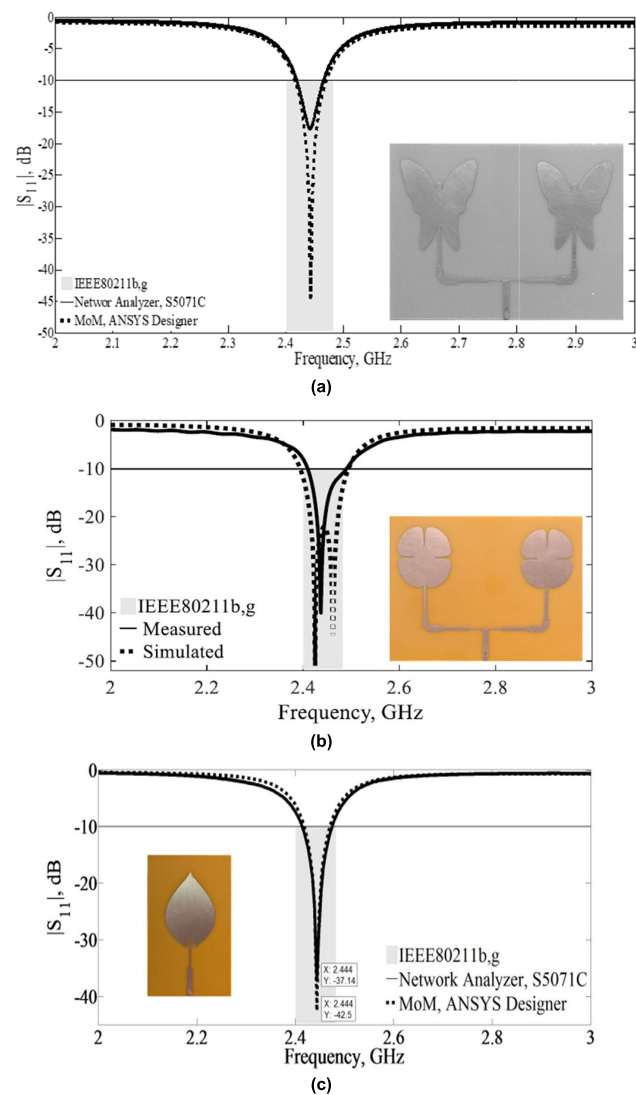 0
-5
-10
-15
-20
-25
-30
-35
-40
-45
-50
|S11|, dB
IEEE80211b,g
Networ Analyzer, S5071C
MoM, ANSYS Designer
2 2.1 2.2 2.3 2.4 2.5 2.6 2.7 2.8 2.9 3
Frequency, GHz
(a)
0
-10
-20
-30
-40
-50
|S11|, dB
IEEE80211b,g
Measured
Simulated
2 2.2 2.4 2.6 2.8 3
Frequency, GHz
(b)
0
-10
-20
-30
-40
|S11|, dB
X: 2.444
Y: -37.14
X: 2.444
Y: -42.5
IEEE80211b,g
Network Analyzer, S5071C
MoM, ANSYS Designer
2 2.2 2.4 2.6 2.8 3
Frequency, GHz
(c)